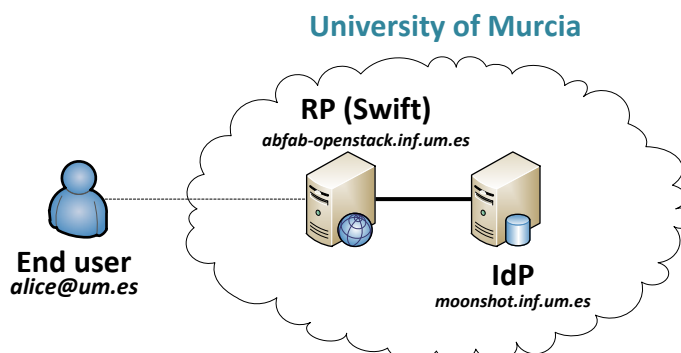 University of Murcia
RP (Swift)
abfab-openstack.inf.um.es
End user
alice@um.es
IdP
moonshot.inf.um.es